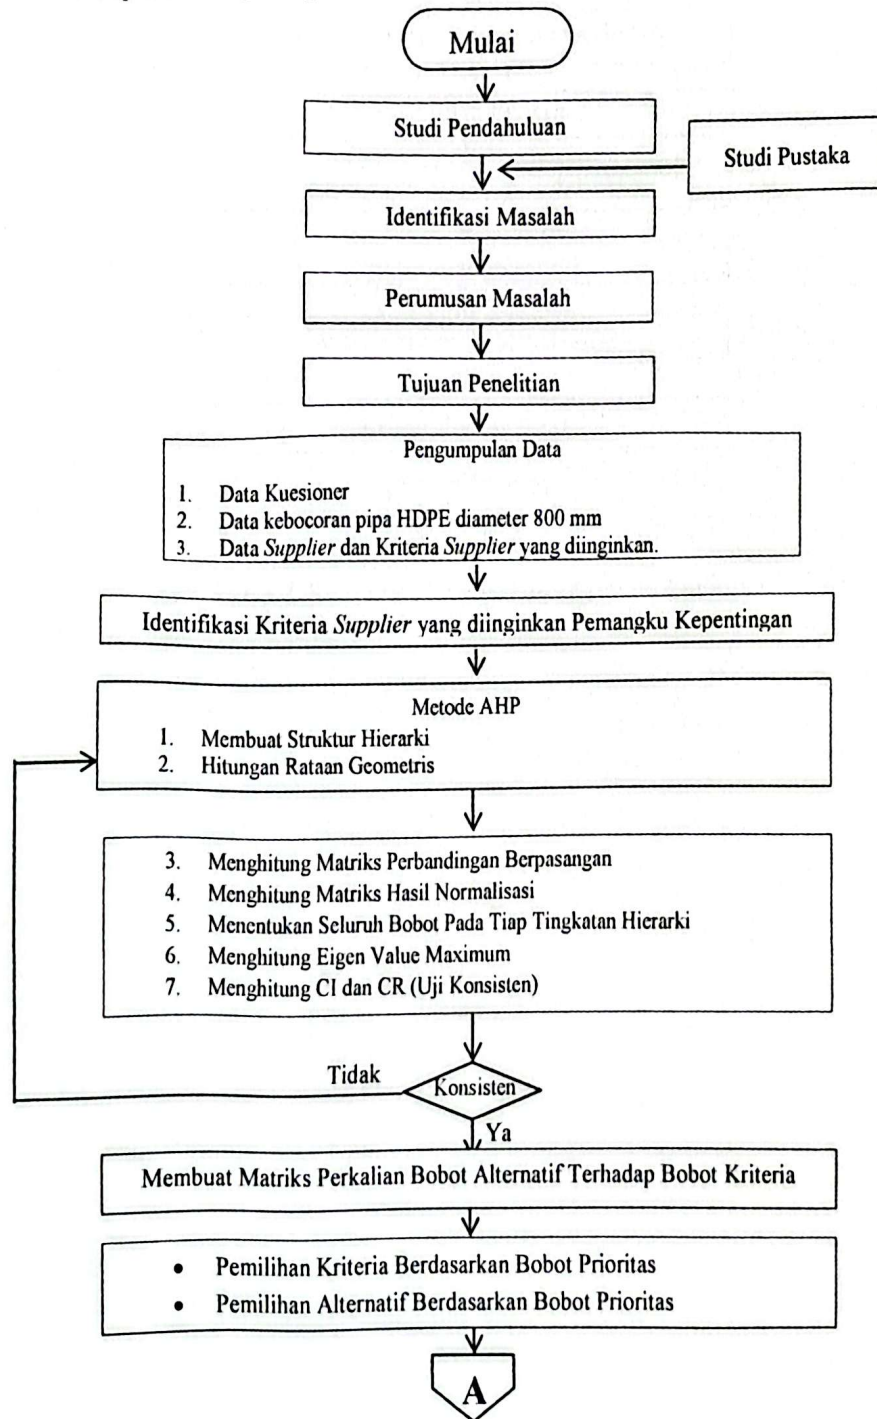 Mulai
Studi Pendahuluan
Studi Pustaka
Identifikasi Masalah
Perumusan Masalah
Tujuan Penelitian
Pengumpulan Data
1. Data Kuesioner
2. Data kebocoran pipa HDPE diameter 800 mm
3. Data Supplier dan Kriteria Supplier yang diinginkan.
Identifikasi Kriteria Supplier yang diinginkan Pemangku Kepentingan
Metode AHP
1. Membuat Struktur Hierarki
2. Hitungan Rataan Geometris
3. Menghitung Matriks Perbandingan Berpasangan
4. Menghitung Matriks Hasil Normalisasi
5. Menentukan Seluruh Bobot Pada Tiap Tingkatan Hierarki
6. Menghitung Eigen Value Maximum
7. Menghitung CI dan CR (Uji Konsisten)
Tidak
Konsisten
Ya
Membuat Matriks Perkalian Bobot Alternatif Terhadap Bobot Kriteria
• Pemilihan Kriteria Berdasarkan Bobot Prioritas
• Pemilihan Alternatif Berdasarkan Bobot Prioritas
A